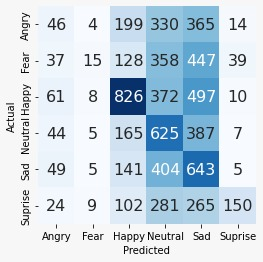 Angry 46 4 199 330 365 14
Fear 37 15 128 358 447 39
Happy 61 8 826 372 497 10
Neutral 44 5 165 625 387 7
Sad 49 5 141 404 643 5
Suprise 24 9 102 281 265 150
Actual
Angry Fear Happy Neutral Sad Suprise
Predicted